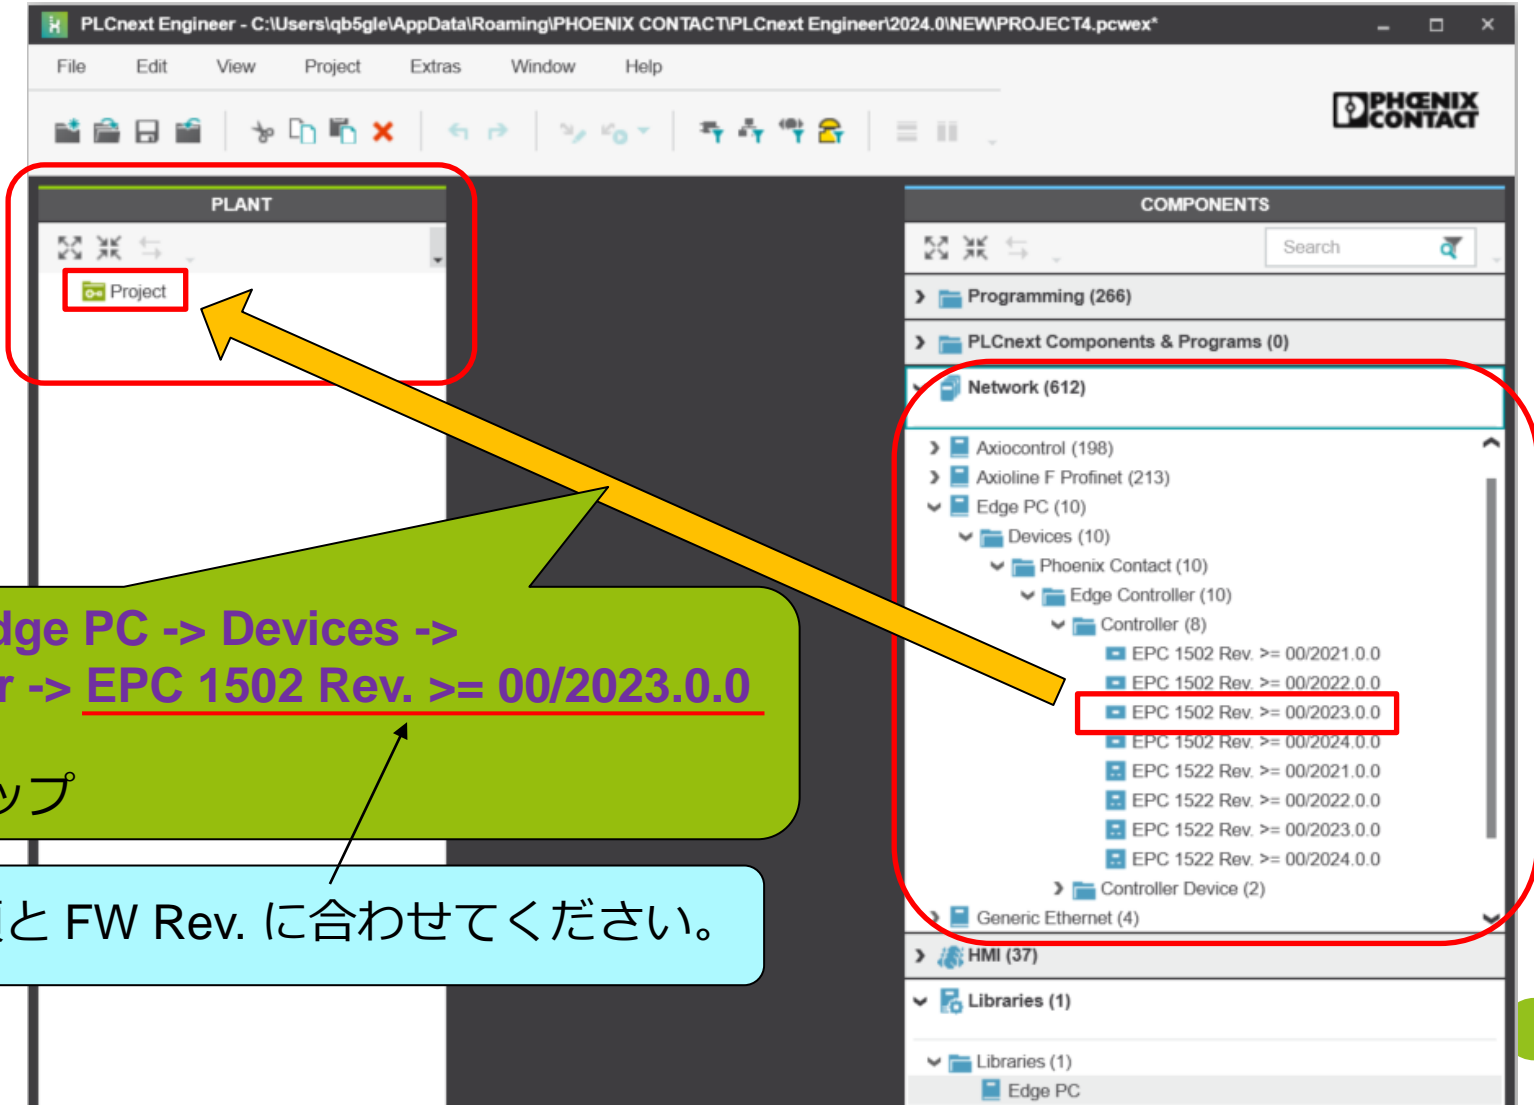 PLCnext Engineer - C:\Users\qb5gle\AppData\Roaming\PHOENIX CONTACT\PLCnext Engineer\2024.0\NEW\PROJECT4.pcwex*
File Edit View Project Extras Window Help
PHŒNIX
CONTACT
PLANT
Project
COMPONENTS
Search
Programming (266)
PLCnext Components & Programs (0)
Network (612)
Axiocontrol (198)
Axioline F Profinet (213)
Edge PC (10)
Devices (10)
Phoenix Contact (10)
Edge Controller (10)
Controller (8)
EPC 1502 Rev. >= 00/2021.0.0
EPC 1502 Rev. >= 00/2022.0.0
EPC 1502 Rev. >= 00/2023.0.0
EPC 1502 Rev. >= 00/2024.0.0
EPC 1522 Rev. >= 00/2021.0.0
EPC 1522 Rev. >= 00/2022.0.0
EPC 1522 Rev. >= 00/2023.0.0
EPC 1522 Rev. >= 00/2024.0.0
Controller Device (2)
Generic Ethernet (4)
HMI (37)
Libraries (1)
Libraries (1)
Edge PC
dge PC -> Devices ->
r -> EPC 1502 Rev. >= 00/2023.0.0
ップ
と FW Rev. に合わせてください。